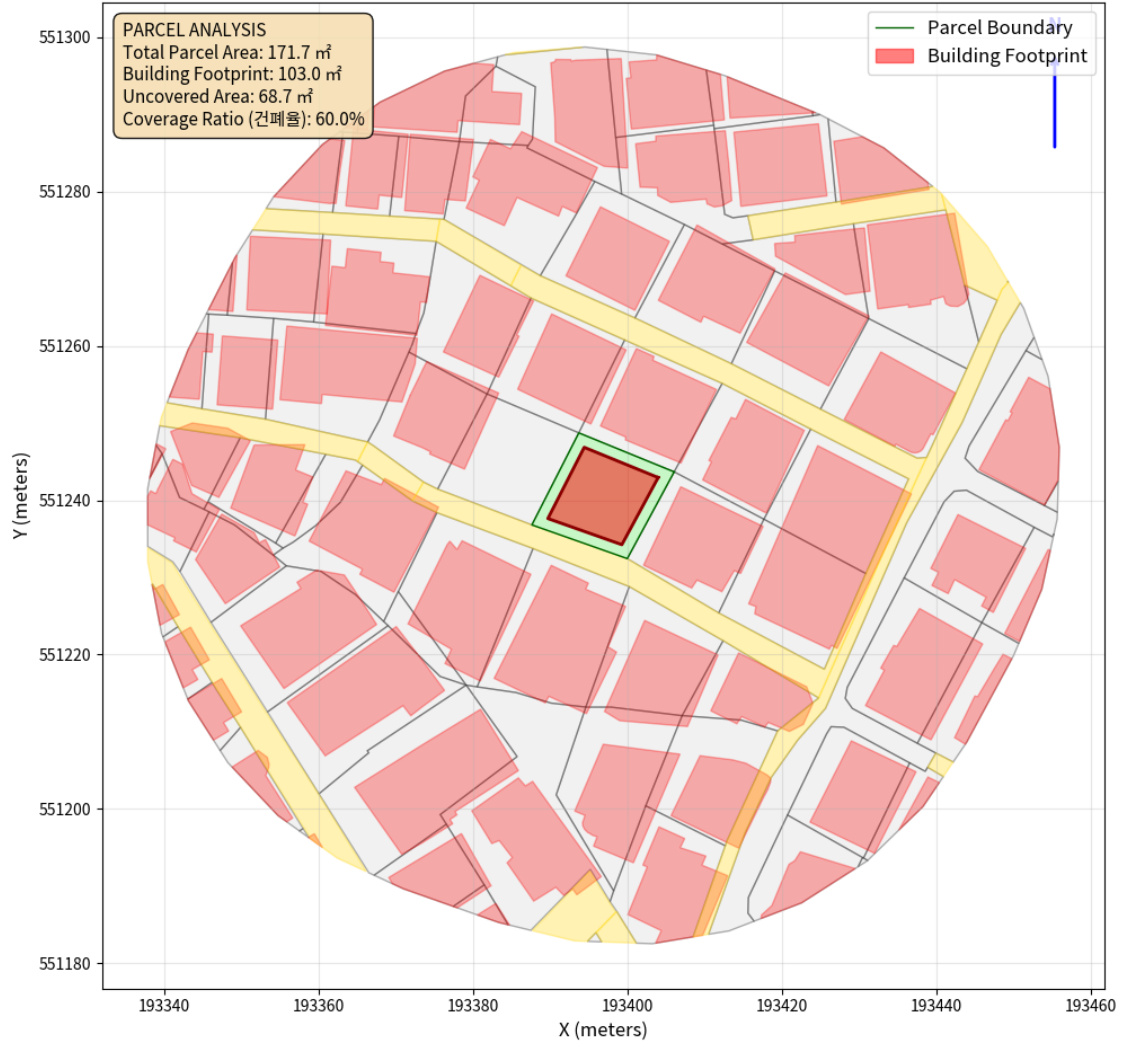 PARCEL ANALYSIS
Total Parcel Area: 171.7 ㎡
Building Footprint: 103.0 ㎡
Uncovered Area: 68.7 ㎡
Coverage Ratio (건폐율): 60.0%
Parcel Boundary
Building Footprint
N
551300
551280
551260
551240
551220
551200
551180
Y (meters)
193340
193360
193380
193400
193420
193440
193460
X (meters)